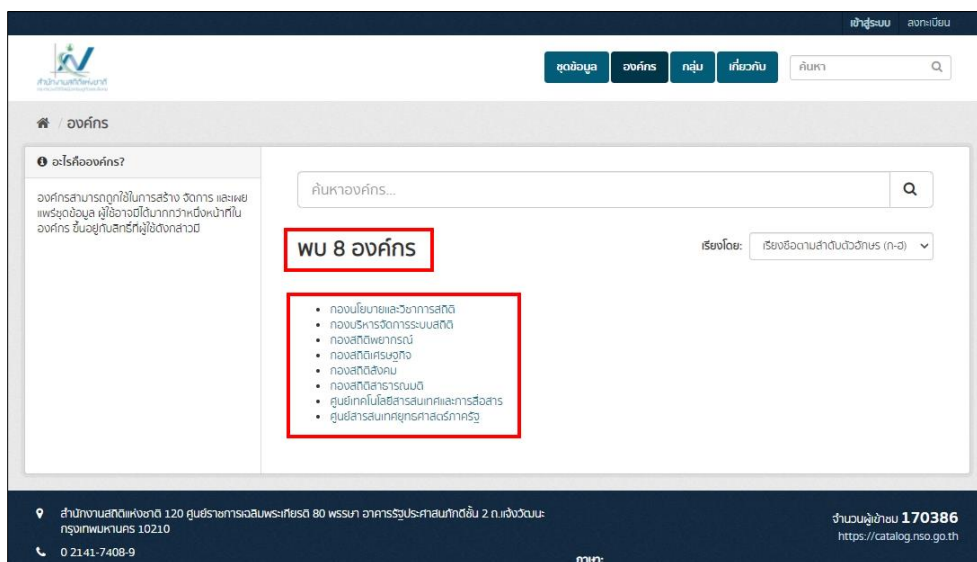 เข้าสู่ระบบ ลงทะเบียน
สำนักงานสถิติแห่งชาติ
ชุดข้อมูล องค์กร กลุ่ม เกี่ยวกับ ค้นหา
/ องค์กร
อะไรคือองค์กร?
องค์กรสามารถถูกใช้ในการสร้าง จัดการ และเผย
แพร่ชุดข้อมูล ผู้ใช้อาจมีได้มากกว่าหนึ่งหน้าที่ใน
องค์กร ขึ้นอยู่กับสิทธิ์ที่ผู้ใช้ดังกล่าวมี
ค้นหาองค์กร...
พบ 8 องค์กร
เรียงโดย: เรียงชื่อตามลำดับตัวอักษร (ก-ฮ)
กองนโยบายและวิชาการสถิติ
กองบริหารจัดการระบบสถิติ
กองสถิติพยากรณ์
กองสถิติเศรษฐกิจ
กองสถิติสังคม
กองสถิติสาธารณมติ
ศูนย์เทคโนโลยีสารสนเทศและการสื่อสาร
ศูนย์สารสนเทศยุทธศาสตร์ภาครัฐ
สำนักงานสถิติแห่งชาติ 120 ศูนย์ราชการเฉลิมพระเกียรติ 80 พรรษา อาคารรัฐประศาสนภักดีชั้น 2 ถ.แจ้งวัฒนะ
กรุงเทพมหานคร 10210
0 2141-7408-9
จำนวนผู้เข้าชม 170386
https://catalog.nso.go.th
ภาษา: